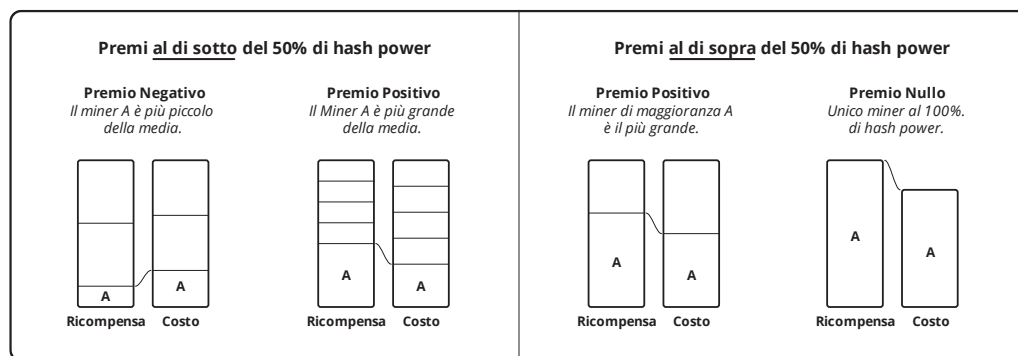 Premi al di sotto del 50% di hash power
Premio Negativo
Il miner A è più piccolo
della media.
A
A
Ricompensa
Costo
Premio Positivo
Il Miner A è più grande
della media.
A
A
Ricompensa
Costo
Premi al di sopra del 50% di hash power
Premio Positivo
Il miner di maggioranza A
è il più grande.
A
A
Ricompensa
Costo
Premio Nullo
Unico miner al 100%.
di hash power.
A
A
Ricompensa
Costo